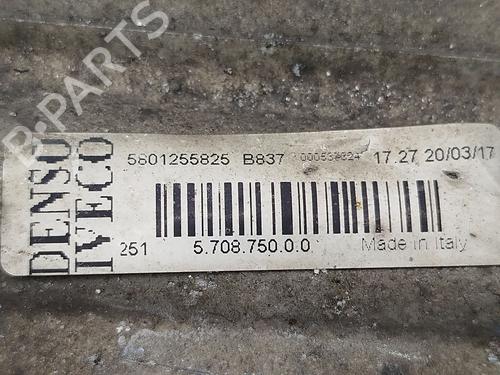 B-PARTS
DENSO
IVECO
5801255825 B837 17.27 20/03/17
251 5.708.750.0.0 Made in Italy